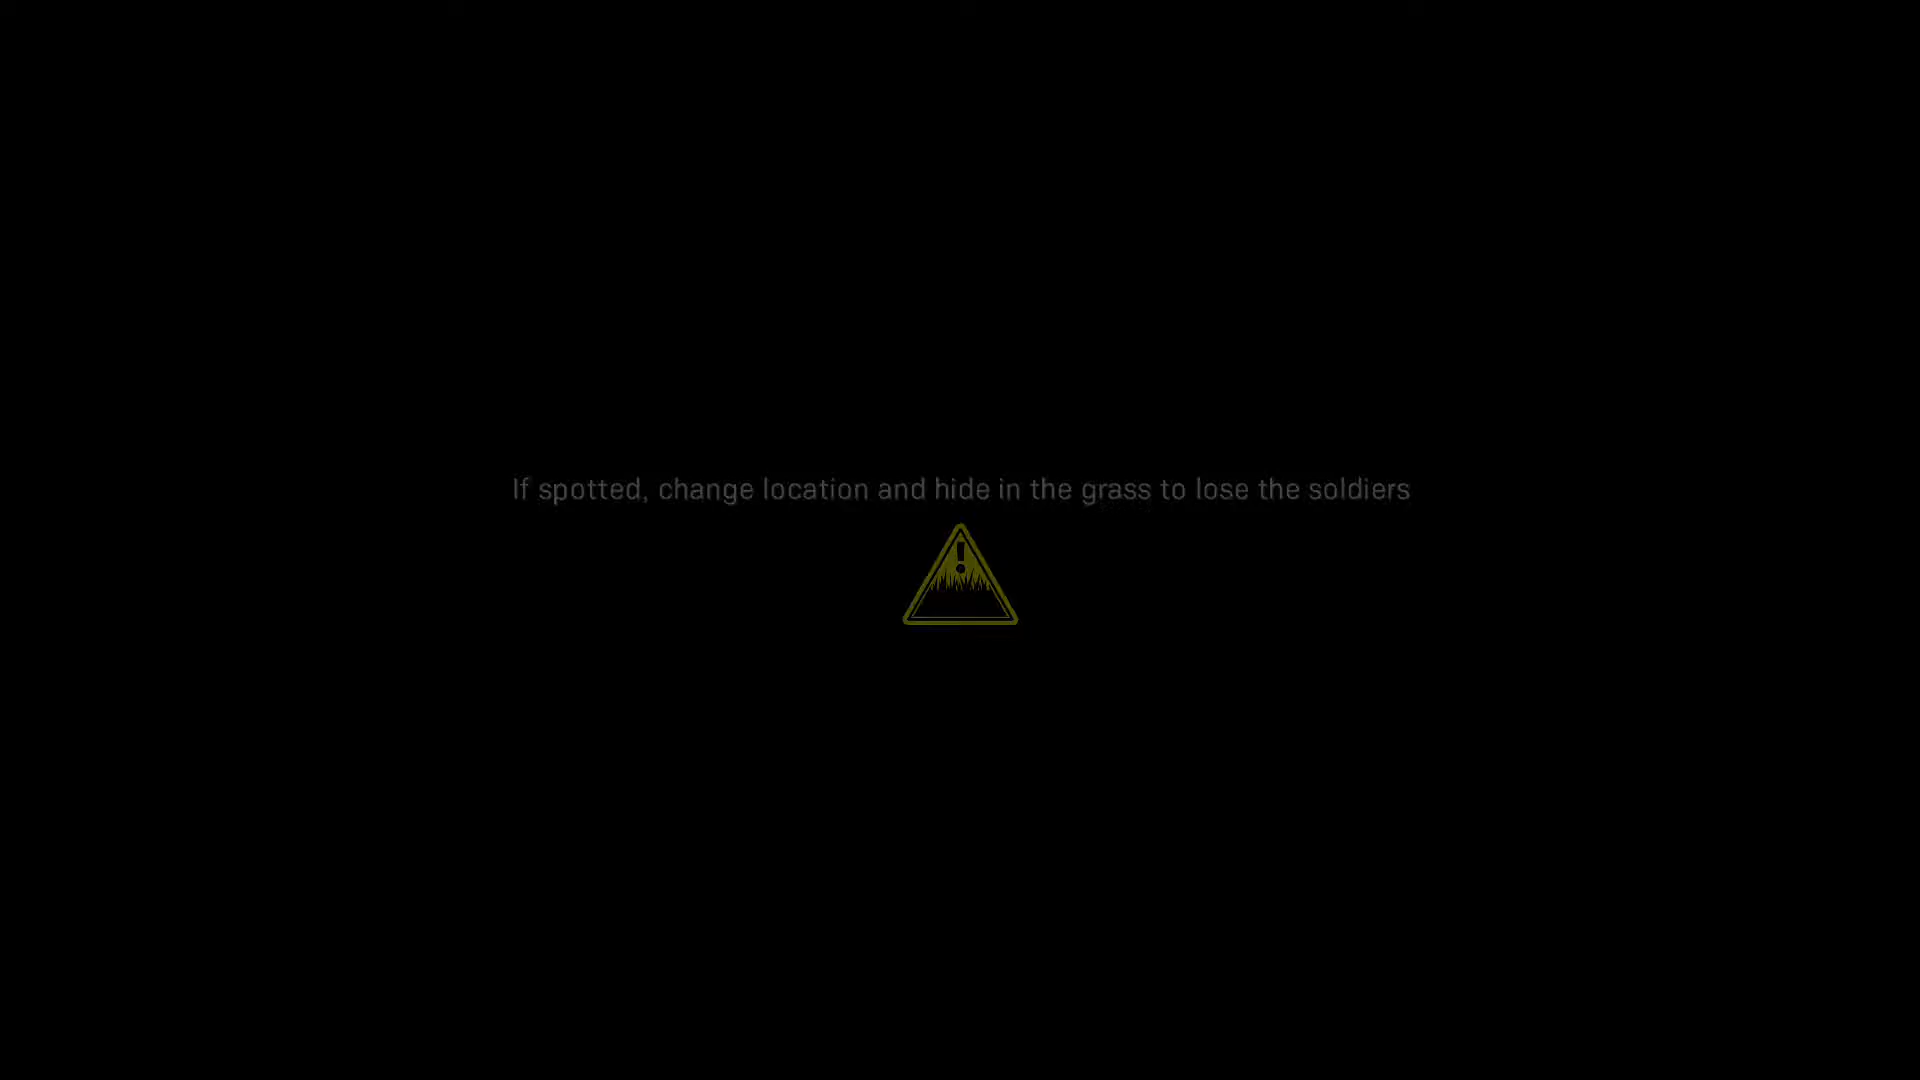 If spotted, change location and hide in the grass to lose the soldiers
!